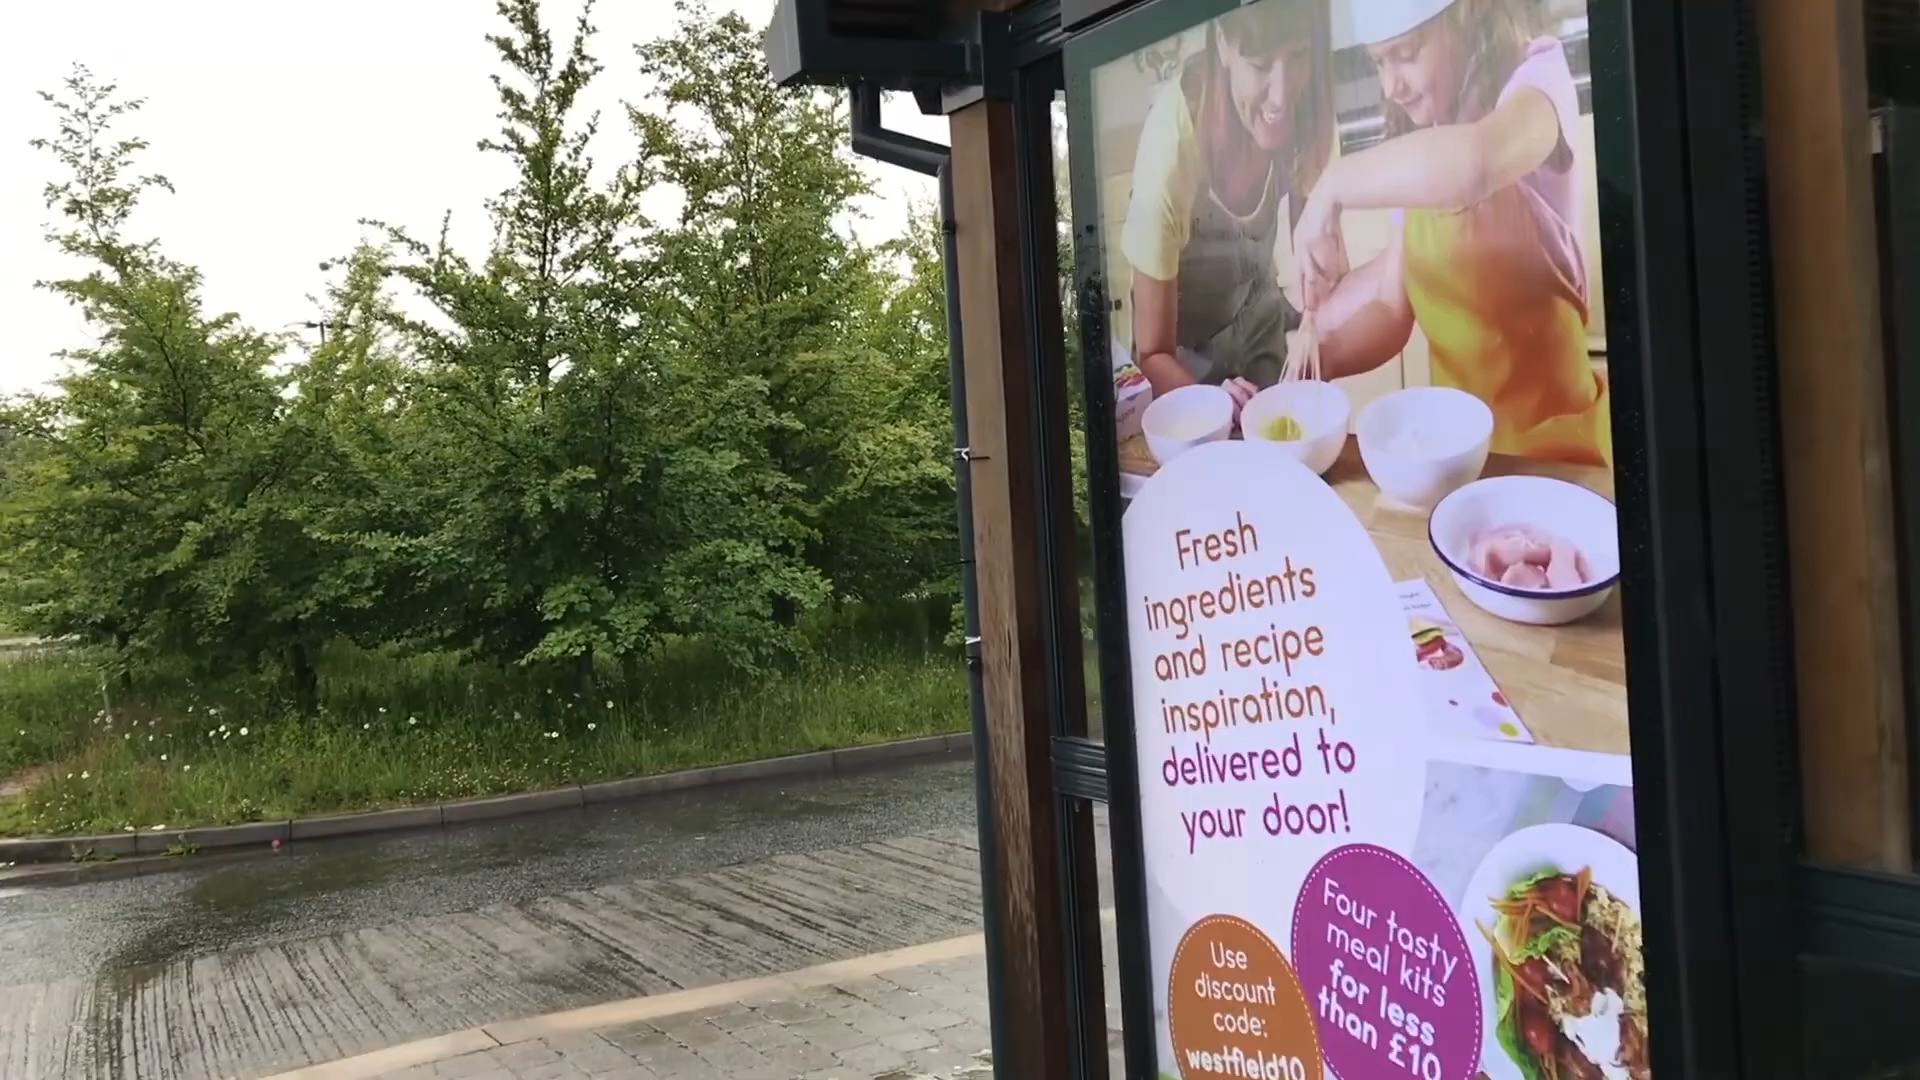 Fresh
ingredients
and recipe
inspiration,
delivered to
your door!
Use
discount
code:
westfield10
Four tasty
meal kits
for less
than £10